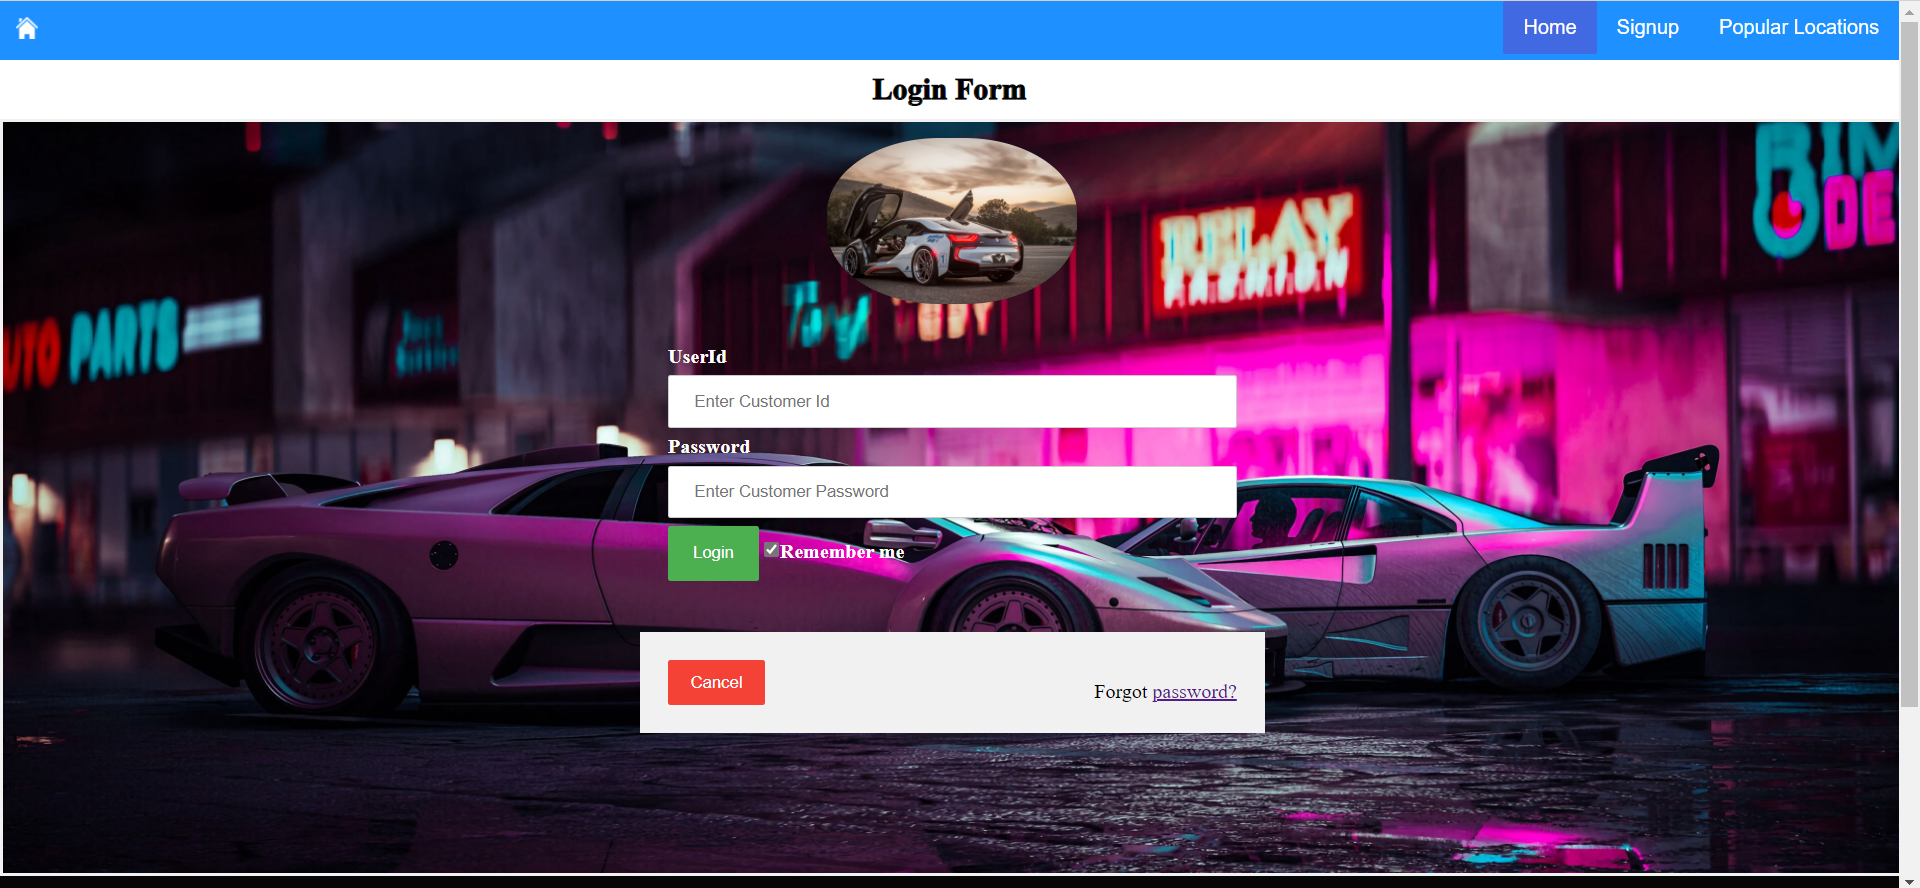 Home Signup Popular Locations
Login Form
RELAY
FASHION
AUTO PARTS
UserId
Enter Customer Id
Password
Enter Customer Password
Login Remember me
Cancel
Forgot password?